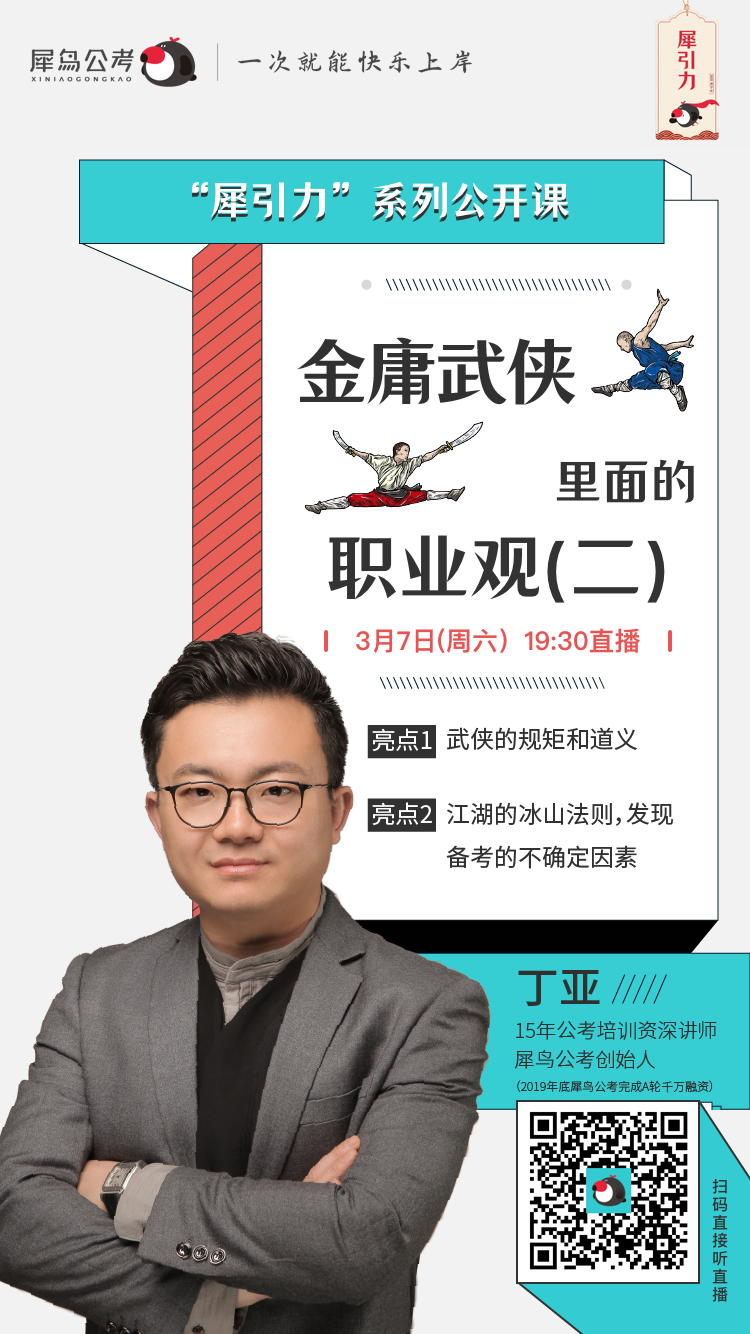 犀鸟公考
XINIAOGONGKAO
一次就能快乐上岸
犀引力
“犀引力”系列公开课
金庸武侠
里面的
职业观(二)
3月7日(周六) 19:30直播
亮点1 武侠的规矩和道义
亮点2 江湖的冰山法则,发现
备考的不确定因素
丁亚
15年公考培训资深讲师
犀鸟公考创始人
(2019年底犀鸟公考完成A轮千万融资)
扫码直接听直播